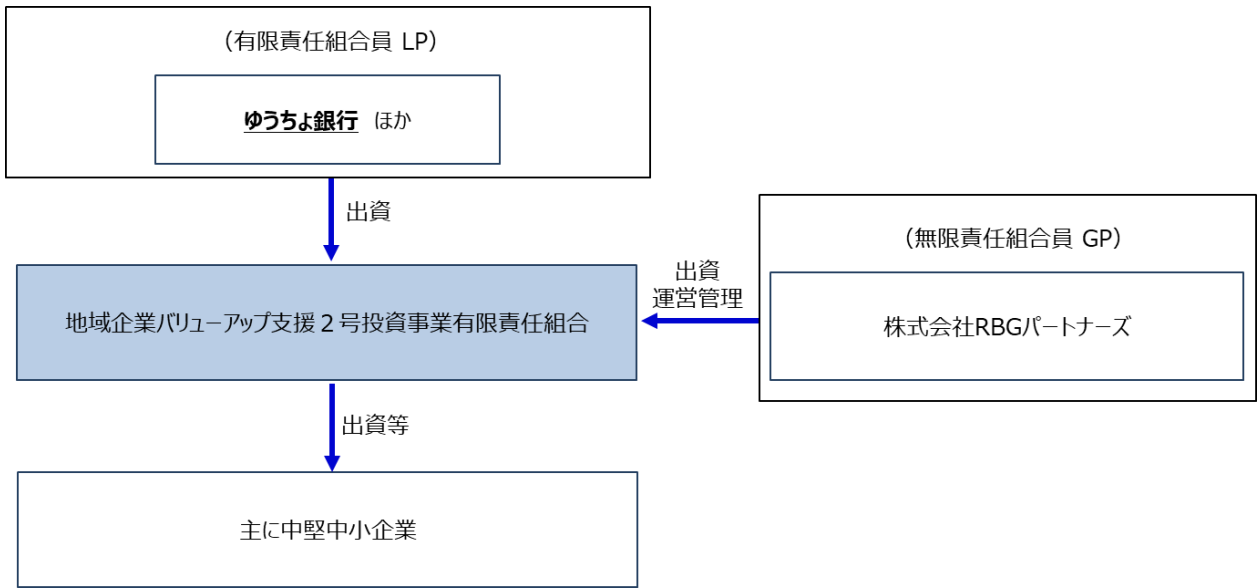 （有限責任組合員 LP）
ゆうちょ銀行 ほか
出資
（無限責任組合員 GP）
出資
運営管理
地域企業バリューアップ支援２号投資事業有限責任組合
株式会社RBGパートナーズ
出資等
主に中堅中小企業